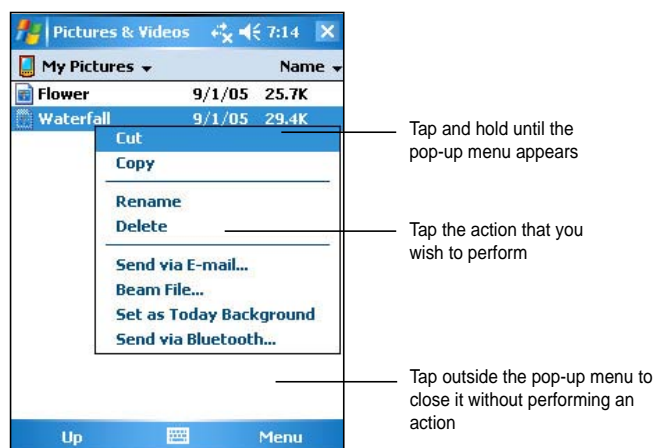 Pictures & Videos 7:14
My Pictures Name
Flower 9/1/05 25.7K
Waterfall 9/1/05 29.4K
Cut
Copy
Rename
Delete
Send via E-mail...
Beam File...
Set as Today Background
Send via Bluetooth...
Up Menu
Tap and hold until the
pop-up menu appears
Tap the action that you
wish to perform
Tap outside the pop-up menu to
close it without performing an
action